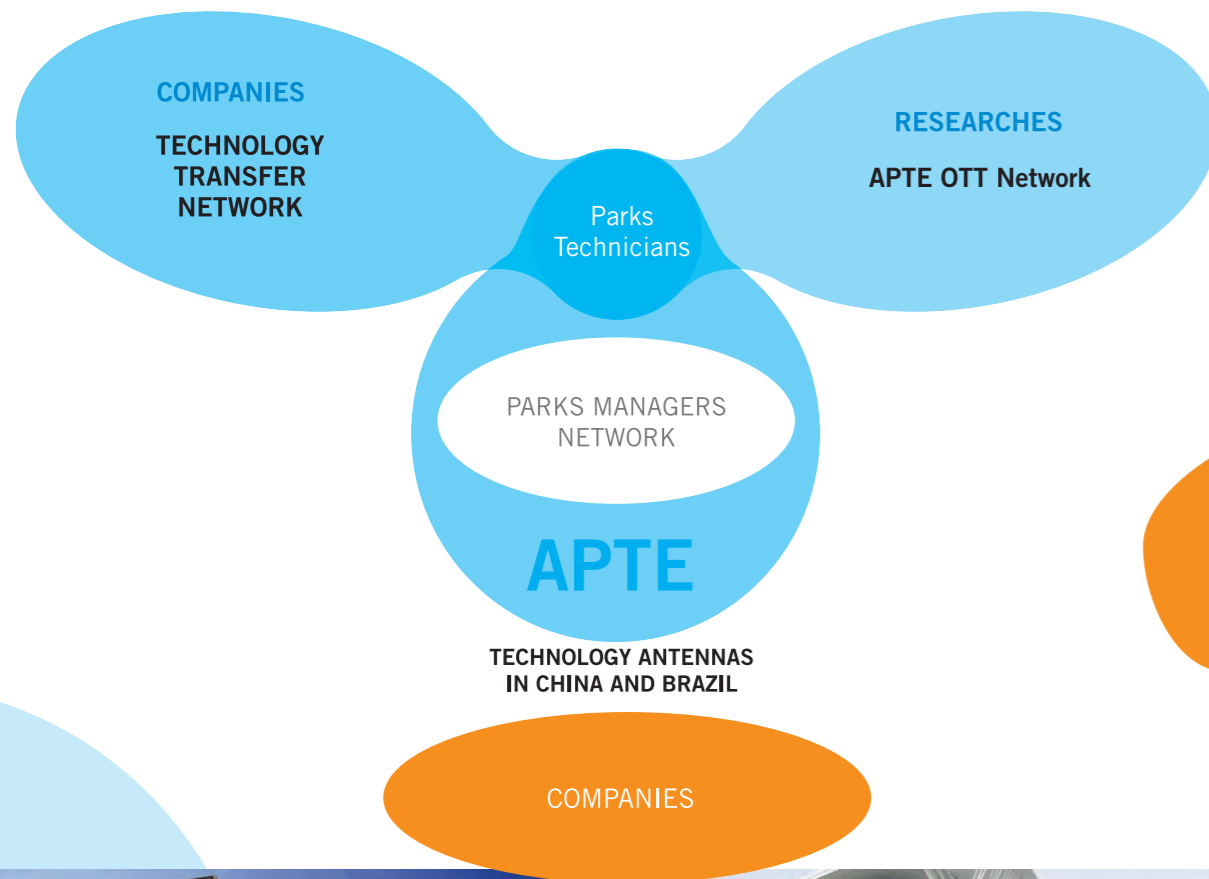 COMPANIES
TECHNOLOGY
TRANSFER
NETWORK
RESEARCHES
APTE OTT Network
Parks
Technicians
PARKS MANAGERS
NETWORK
APTE
TECHNOLOGY ANTENNAS
IN CHINA AND BRAZIL
COMPANIES